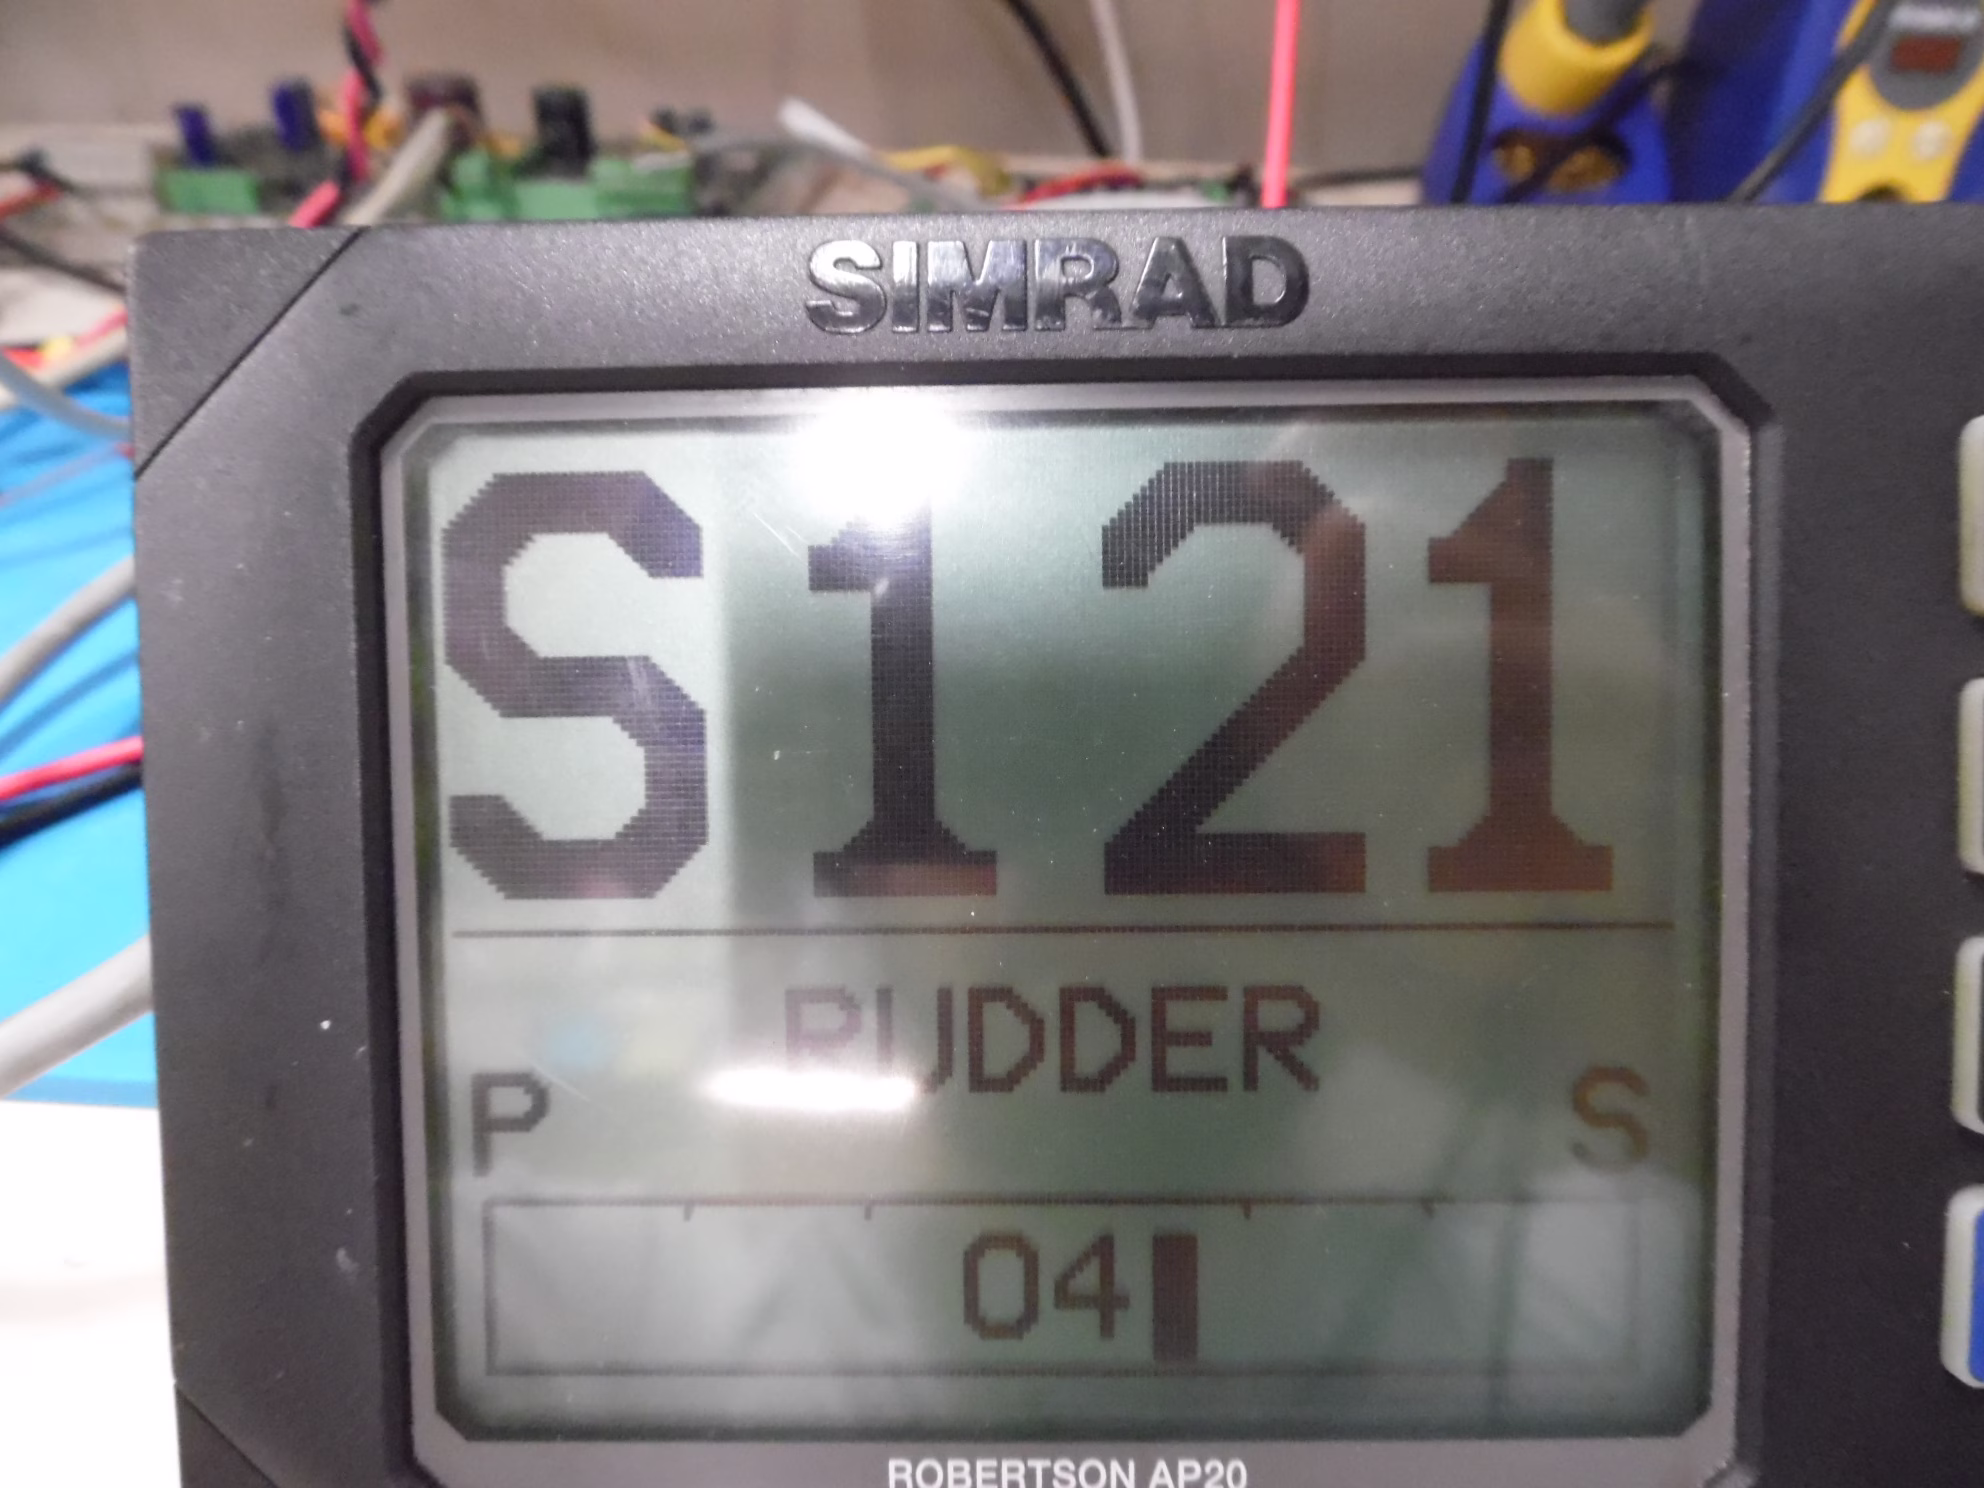 SIMRAD
S121
RUDDER
P S
04
ROBERTSON AP20